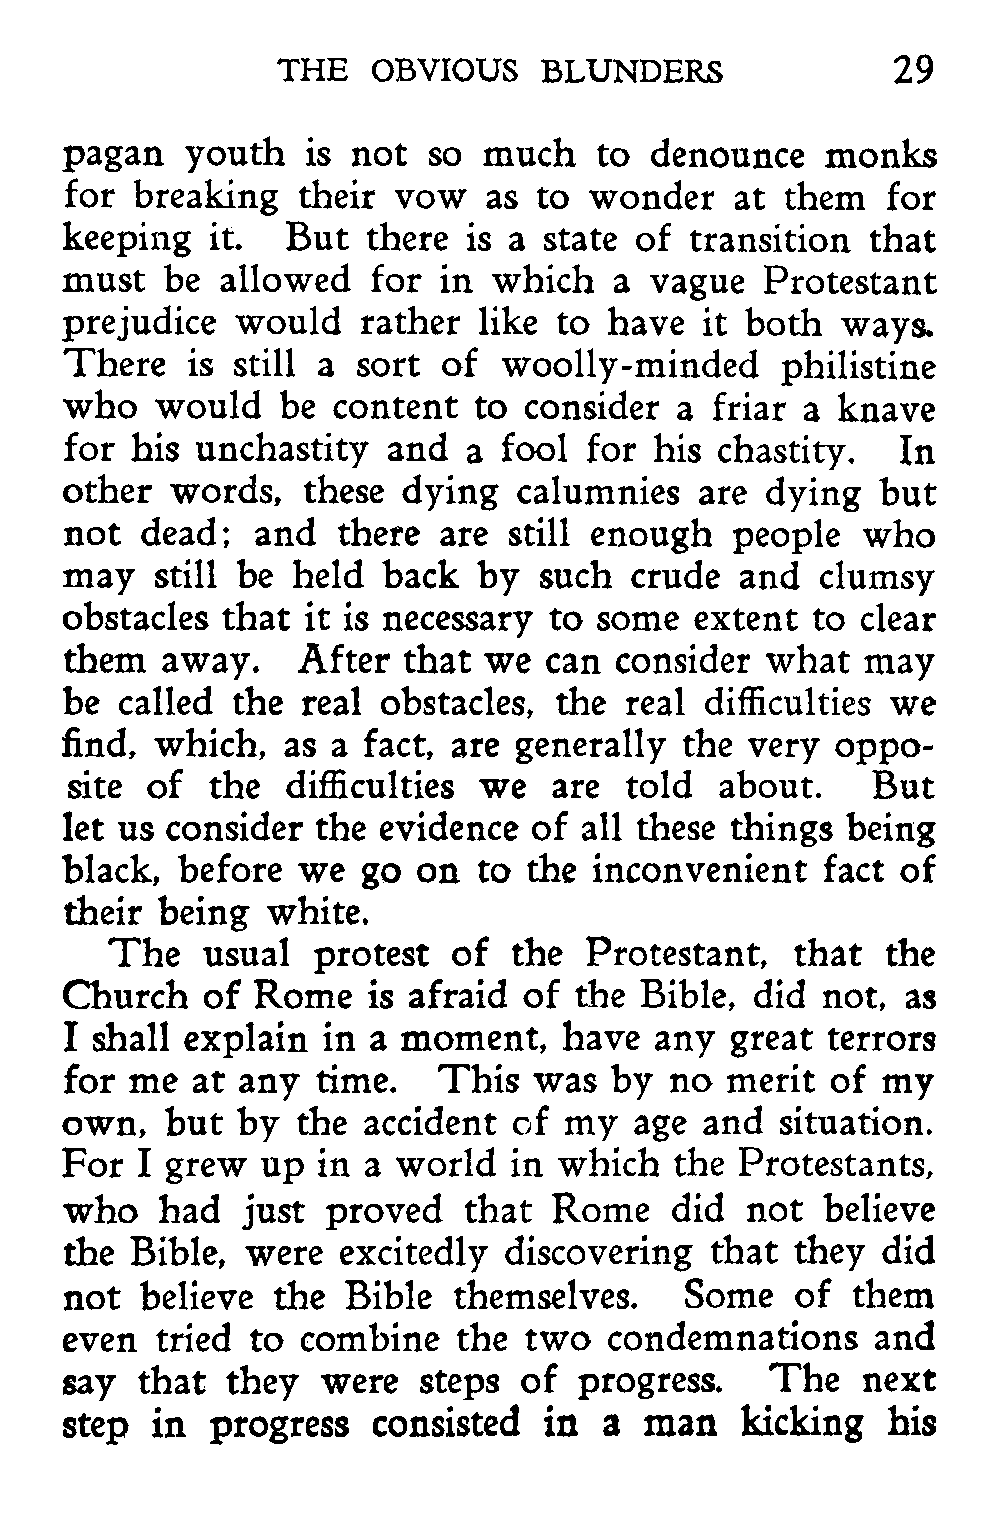 THE OBVIOUS BLUNDERS 29
pagan youth is not so much to denounce monks
for breaking their vow as to wonder at them for
keeping it. But there is a state of transition that
must be allowed for in which a vague Protestant
prejudice would rather like to have it both ways.
There is still a sort of woolly-minded philistine
who would be content to consider a friar a knave
for his unchastity and a fool for his chastity. In
other words, these dying calumnies are dying but
not dead; and there are still enough people who
may still be held back by such crude and clumsy
obstacles that it is necessary to some extent to clear
them away. After that we can consider what may
be called the real obstacles, the real difficulties we
find, which, as a fact, are generally the very oppo-
site of the difficulties we are told about. But
let us consider the evidence of all these things being
black, before we go on to the inconvenient fact of
their being white.
The usual protest of the Protestant, that the
Church of Rome is afraid of the Bible, did not, as
I shall explain in a moment, have any great terrors
for me at any time. This was by no merit of my
own, but by the accident of my age and situation.
For I grew up in a world in which the Protestants,
who had just proved that Rome did not believe
the Bible, were excitedly discovering that they did
not believe the Bible themselves. Some of them
even tried to combine the two condemnations and
say that they were steps of progress. The next
step in progress consisted in a man kicking his